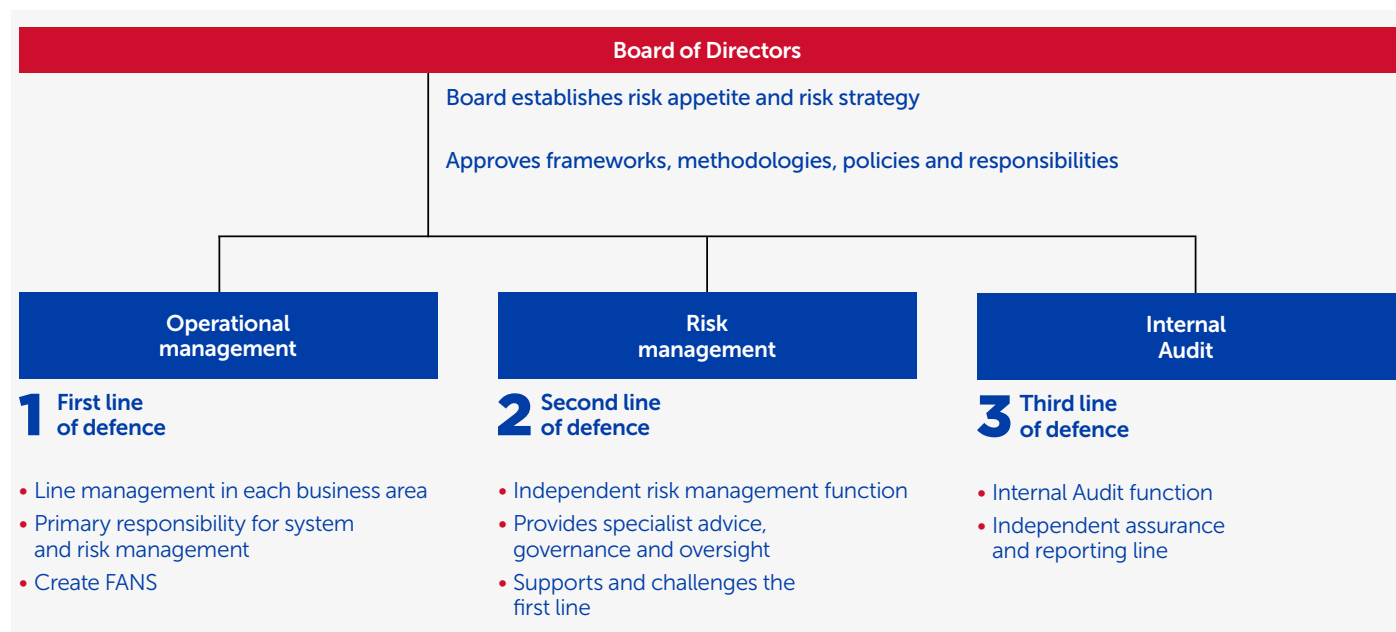 Board of Directors
Board establishes risk appetite and risk strategy
Approves frameworks, methodologies, policies and responsibilities
Operational
management
1 First line
of defence
• Line management in each business area
• Primary responsibility for system
and risk management
• Create FANS
Risk
management
2 Second line
of defence
• Independent risk management function
• Provides specialist advice,
governance and oversight
• Supports and challenges the
first line
Internal
Audit
3 Third line
of defence
• Internal Audit function
• Independent assurance
and reporting line